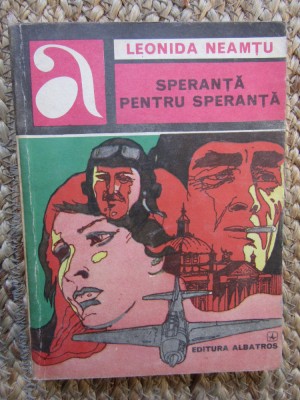 a
LEONIDA NEAMȚU
SPERANȚĂ
PENTRU SPERANȚĂ
EDITURA ALBATROS